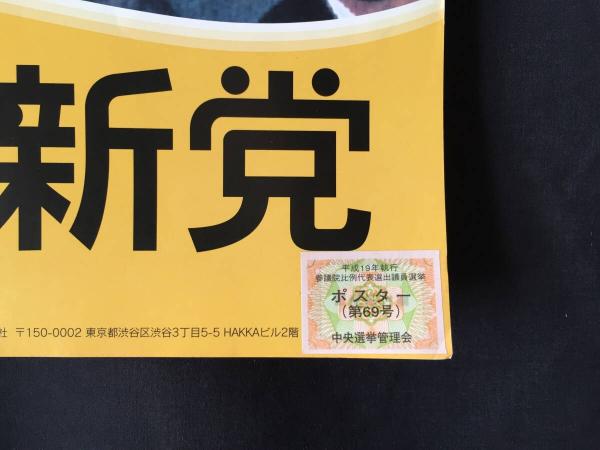 新党
平成19年執行
参議院比例代表選出議員選挙
ポスター
(第69号)
中央選挙管理会
社 〒150-0002 東京都渋谷区渋谷3丁目5-5 HAKKAビル2階